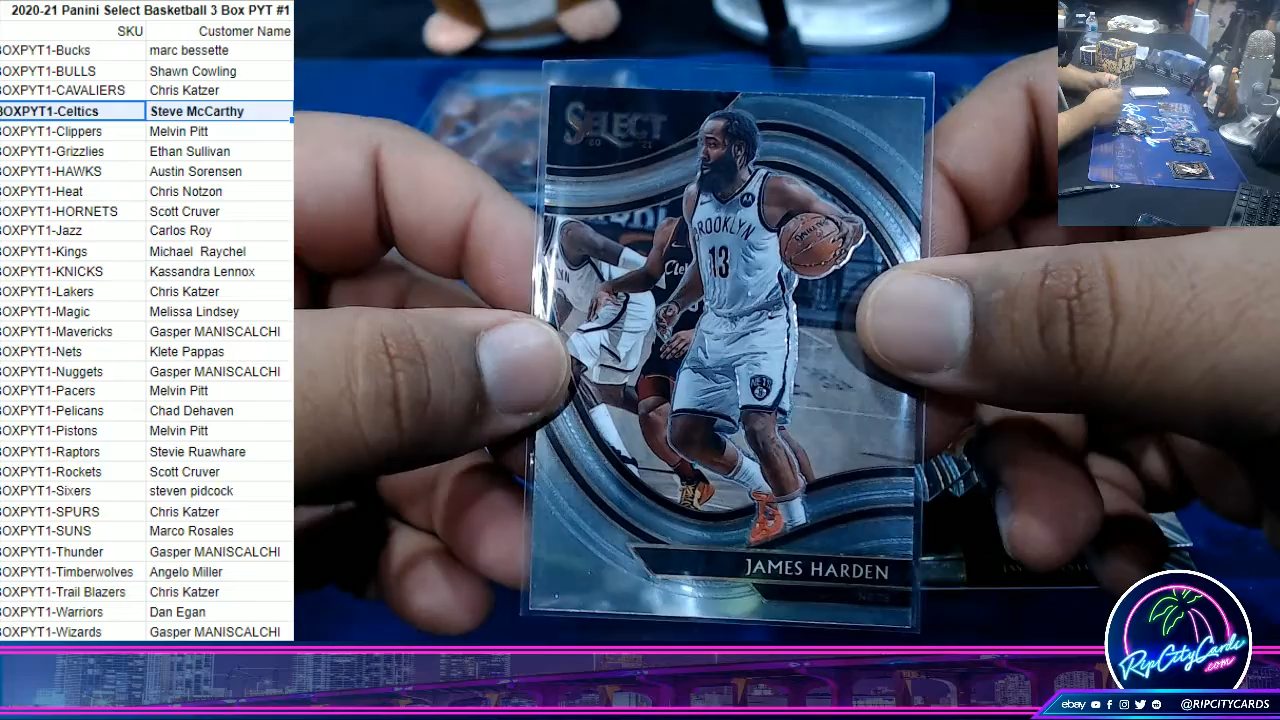 2020-21 Panini Select Basketball 3 Box PYT #1
SKU Customer Name
OXPYT1-Bucks marc bessette
OXPYT1-BULLS Shawn Cowling
OXPYT1-CAVALIERS Chris Katzer
BOXPYT1-Celtics Steve McCarthy
OXPYT1-Clippers Melvin Pitt
OXPYT1-Grizzlies Ethan Sullivan
OXPYT1-HAWKS Austin Sorensen
OXPYT1-Heat Chris Notzon
OXPYT1-HORNETS Scott Cruver
OXPYT1-Jazz Carlos Roy
OXPYT1-Kings Michael Raychel
OXPYT1-KNICKS Kassandra Lennox
OXPYT1-Lakers Chris Katzer
OXPYT1-Magic Melissa Lindsey
OXPYT1-Mavericks Gasper MANISCALCHI
OXPYT1-Nets Klete Pappas
OXPYT1-Nuggets Gasper MANISCALCHI
OXPYT1-Pacers Melvin Pitt
OXPYT1-Pelicans Chad Dehaven
OXPYT1-Pistons Melvin Pitt
OXPYT1-Raptors Stevie Ruawhare
OXPYT1-Rockets Scott Cruver
OXPYT1-Sixers steven pidcock
OXPYT1-SPURS Chris Katzer
OXPYT1-SUNS Marco Rosales
OXPYT1-Thunder Gasper MANISCALCHI
OXPYT1-Timberwolves Angelo Miller
OXPYT1-Trail Blazers Chris Katzer
OXPYT1-Warriors Dan Egan
OXPYT1-Wizards Gasper MANISCALCHI
SELECT
20 21
BROOKLYN
13
NETS
JAMES HARDEN
NETS
RipCityCards
.com
ebay @RIPCITYCARDS